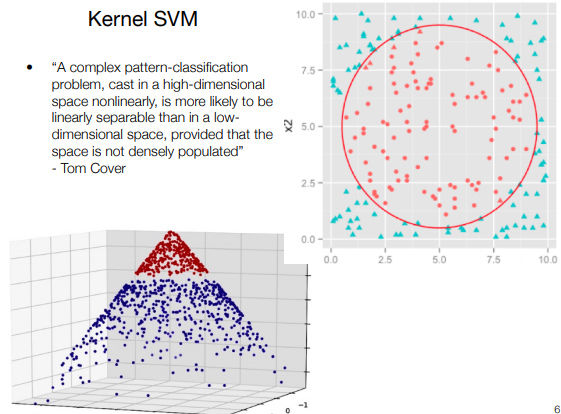 Kernel SVM
• “A complex pattern-classification
problem, cast in a high-dimensional
space nonlinearly, is more likely to be
linearly separable than in a low-
dimensional space, provided that the
space is not densely populated”
- Tom Cover
10.0
7.5
5.0
2.5
0.0
x2
0.0 2.5 5.0 7.5 10.0
0 −1
6